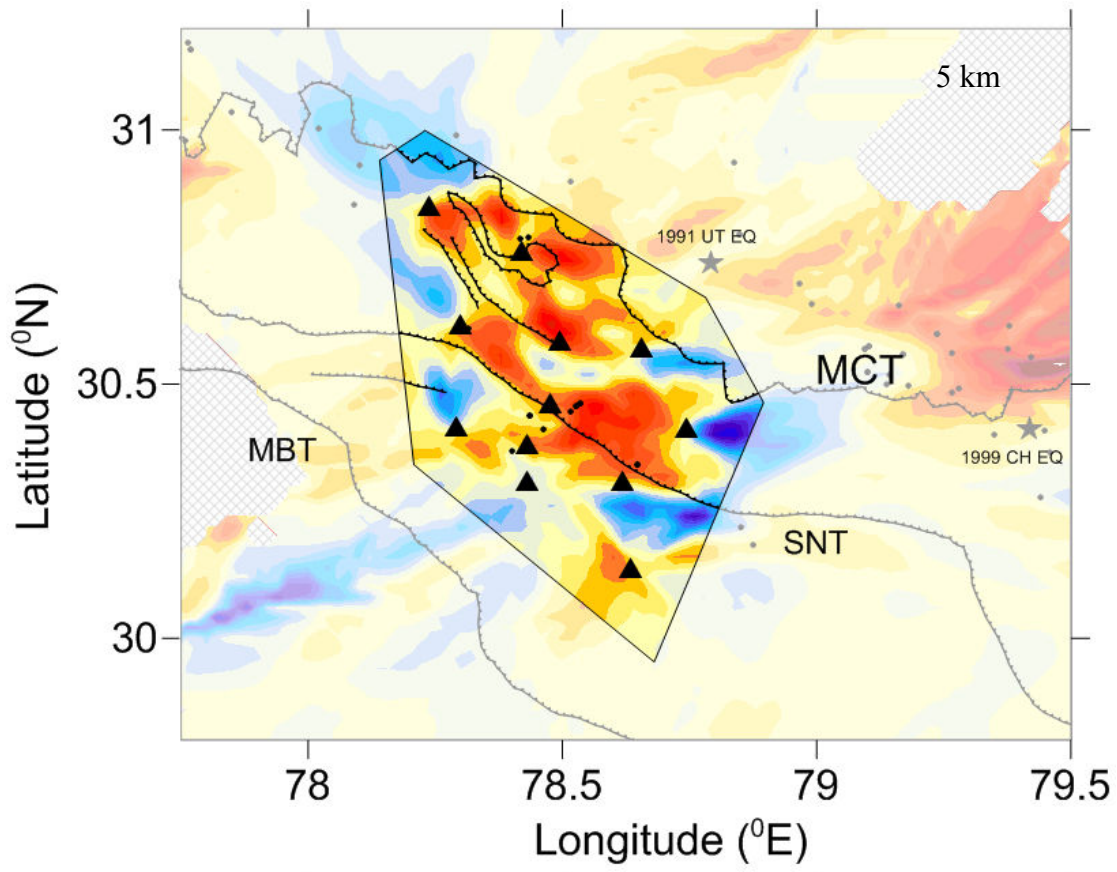 5 km
31
1991 UT EQ
30.5
MCT
MBT
1999 CH EQ
SNT
30
Latitude (⁰N)
78
78.5
79
79.5
Longitude (⁰E)